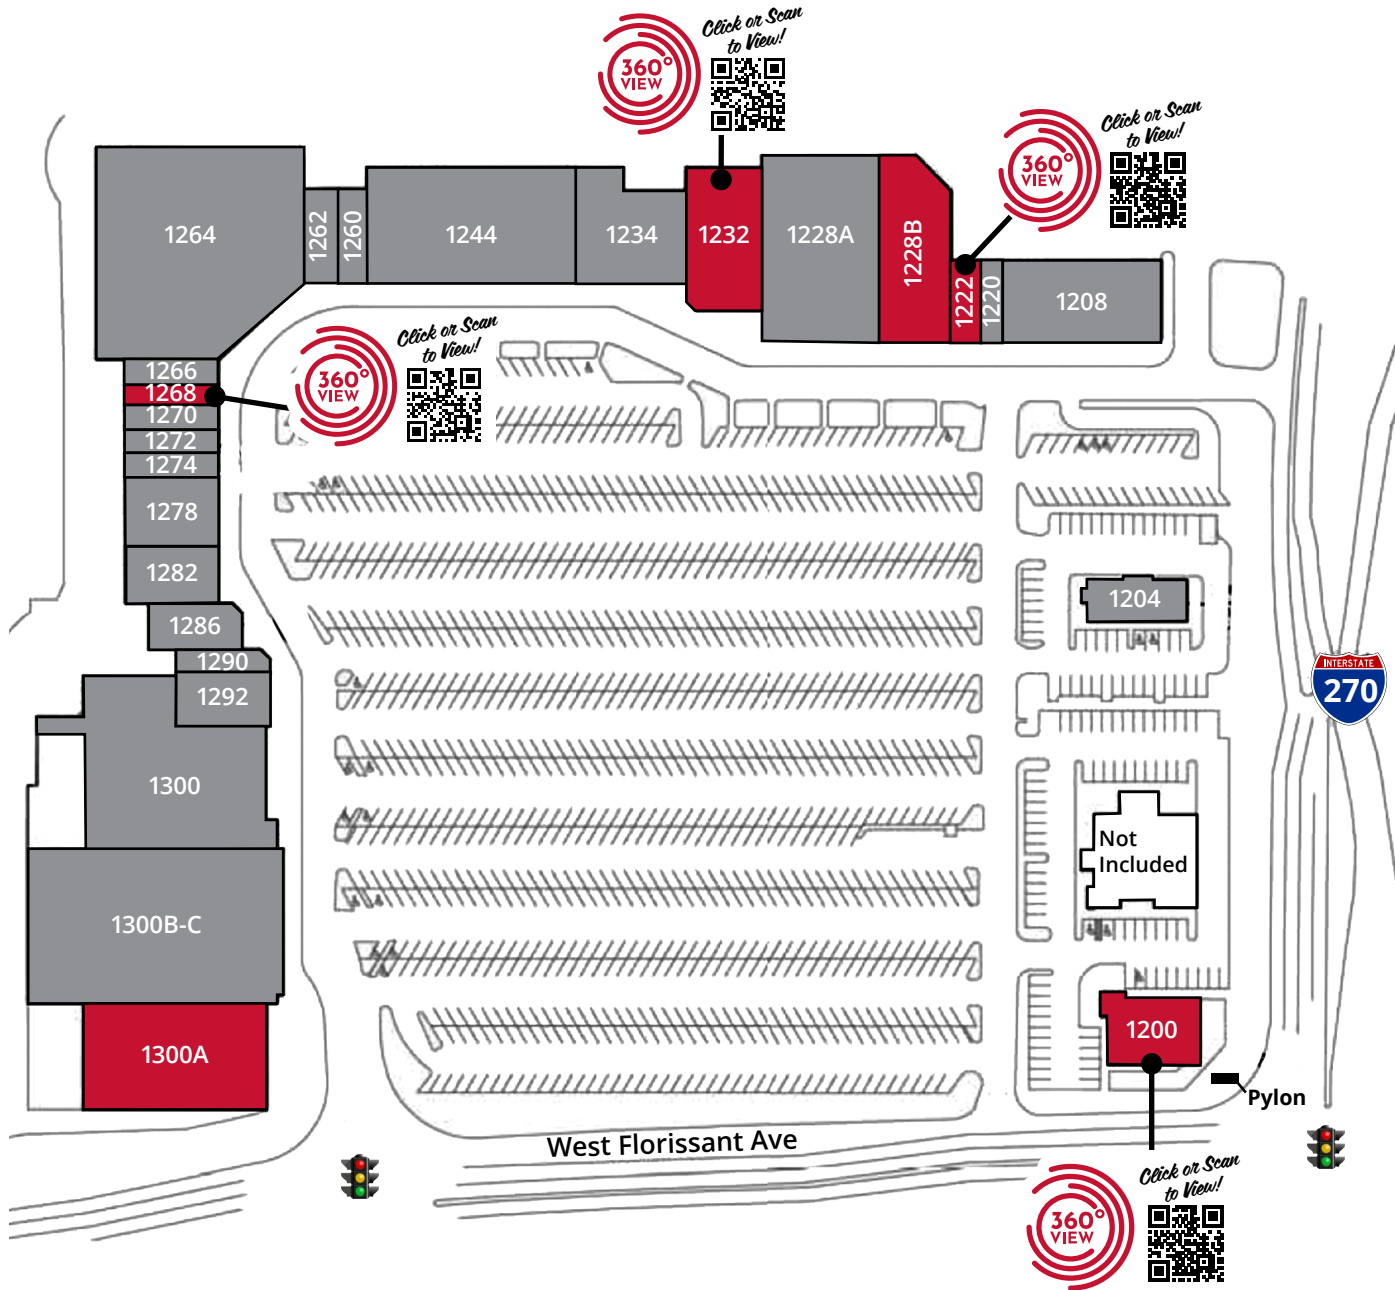 Click or Scan
to View!
360°
VIEW
Click or Scan
to View!
360°
VIEW
1264
1262
1260
1244
1234
1232
1228A
1228B
1222
1220
1208
Click or Scan
to View!
360°
VIEW
1266
1268
1270
1272
1274
1278
1282
1286
1290
1292
1300
1300B-C
1300A
1204
INTERSTATE
270
Not
Included
1200
Pylon
West Florissant Ave
Click or Scan
to View!
360°
VIEW